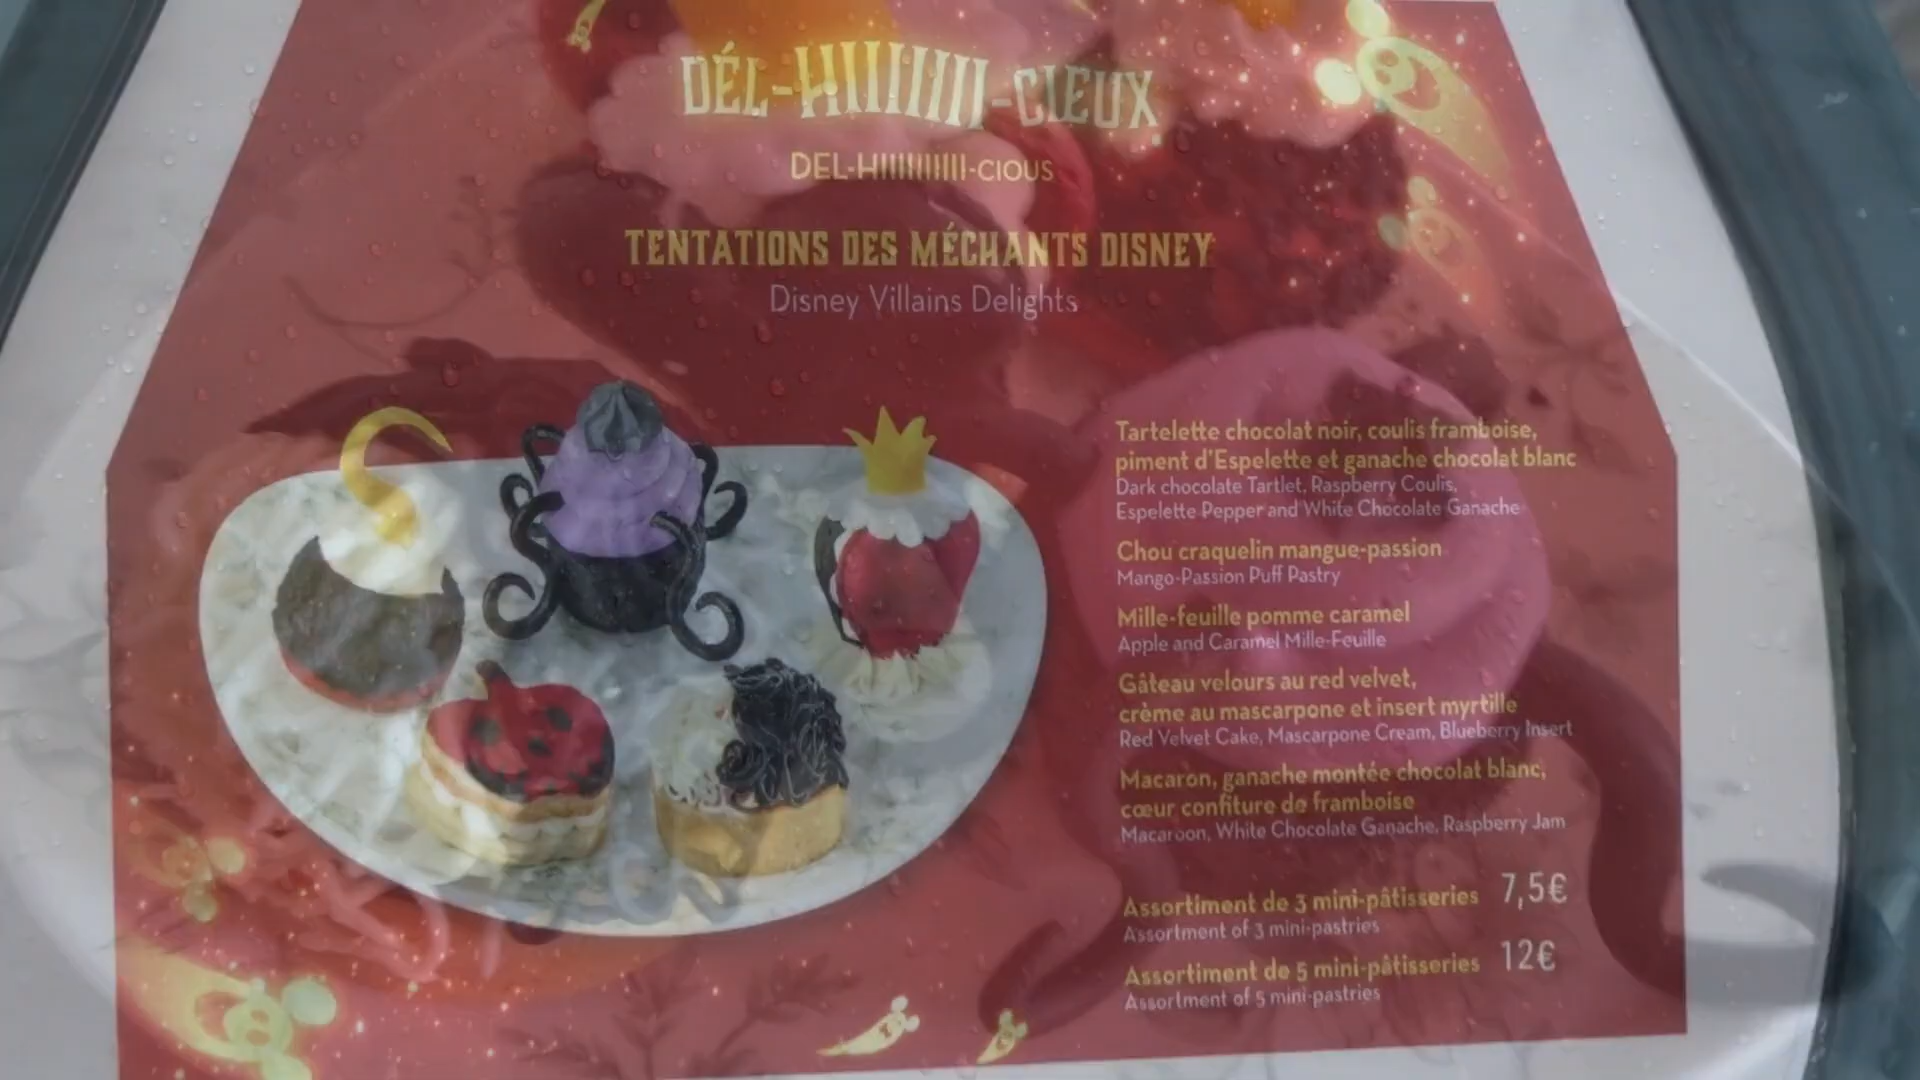 DÉL-HIIIIIIII-CIEUX
DEL-HIIIIIIIIII-CIOUS
TENTATIONS DES MÉCHANTS DISNEY
Disney Villains Delights
Tartelette chocolat noir, coulis framboise,
piment d'Espelette et ganache chocolat blanc
Dark chocolate Tartlet, Raspberry Coulis,
Espelette Pepper and White Chocolate Ganache
Chou craquelin mangue-passion
Mango-Passion Puff Pastry
Mille-feuille pomme caramel
Apple and Caramel Mille-Feuille
Gâteau velours au red velvet,
crème au mascarpone et insert myrtille
Red Velvet Cake, Mascarpone Cream, Blueberry Insert
Macaron, ganache montée chocolat blanc,
cœur confiture de framboise
Macaroon, White Chocolate Ganache, Raspberry Jam
Assortiment de 3 mini-pâtisseries 7,5€
Assortment of 3 mini-pastries
Assortiment de 5 mini-pâtisseries 12€
Assortment of 5 mini-pastries